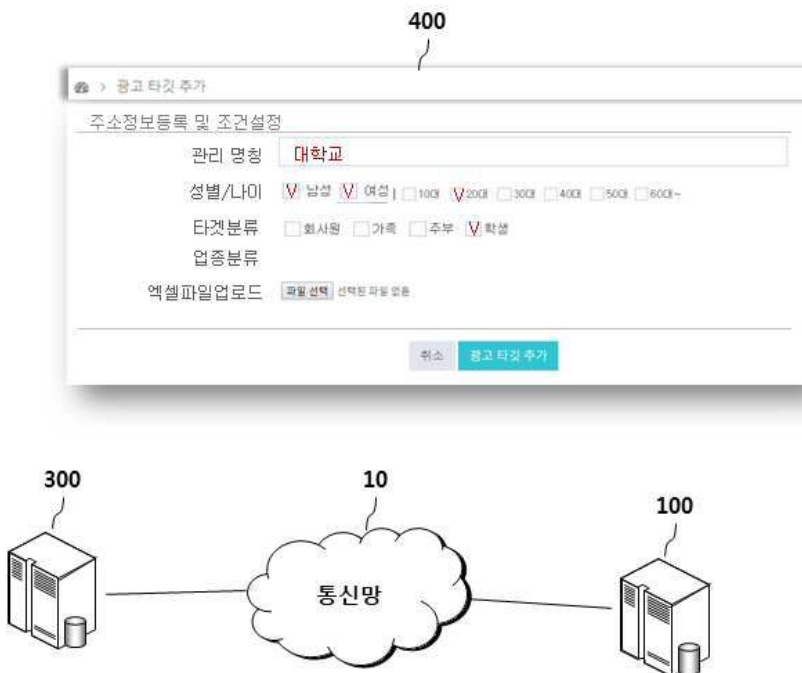 400
> 광고 타깃 추가
주소정보등록 및 조건설정
관리 명칭 대학교
성별/나이 V 남성 V 여성 | 10대 V 20대 30대 40대 50대 60대~
타겟분류 회사원 가족 주부 V 학생
업종분류
엑셀파일업로드 파일 선택 선택된 파일 없음
취소 광고 타깃 추가
300 10 100
통신망